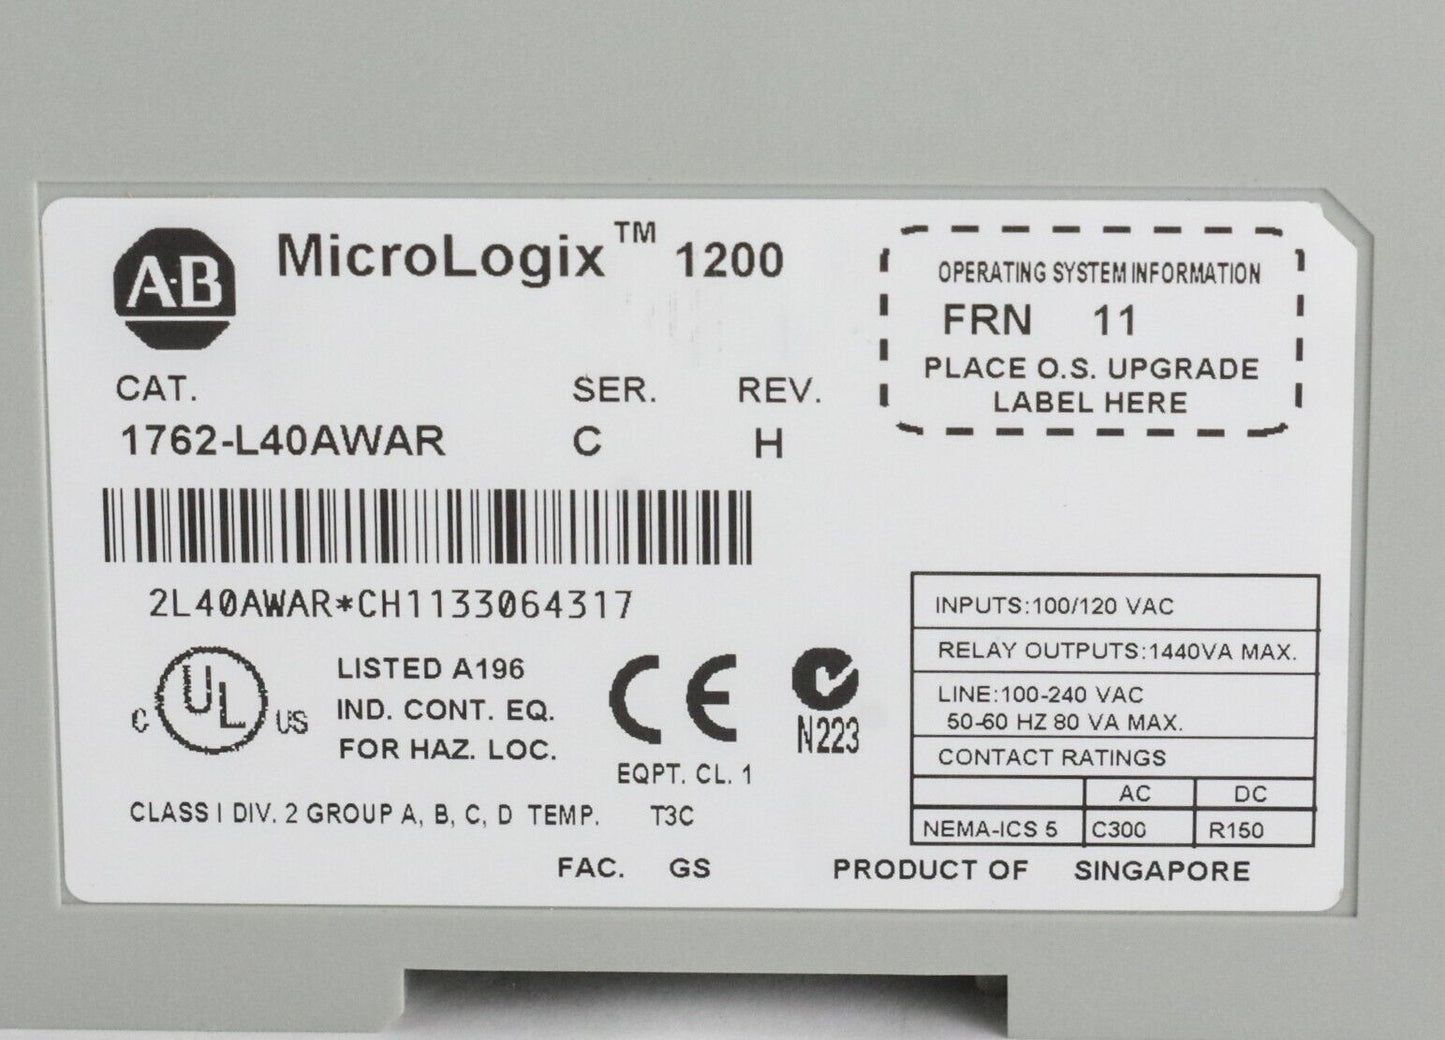 A·B MicroLogix™ 1200
OPERATING SYSTEM INFORMATION
FRN 11
PLACE O.S. UPGRADE
LABEL HERE
CAT. SER. REV.
1762-L40AWAR C H
2L40AWAR*CH1133064317
C UL US
LISTED A196
IND. CONT. EQ.
FOR HAZ. LOC.
CE
EQPT. CL. 1
N223
CLASS I DIV. 2 GROUP A, B, C, D TEMP. T3C
INPUTS:100/120 VAC
RELAY OUTPUTS:1440VA MAX.
LINE:100-240 VAC
50-60 HZ 80 VA MAX.
CONTACT RATINGS
AC DC
NEMA-ICS 5 C300 R150
FAC. GS PRODUCT OF SINGAPORE